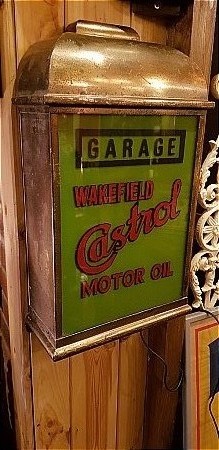 GARAGE
WAKEFIELD
Castrol
MOTOR OIL